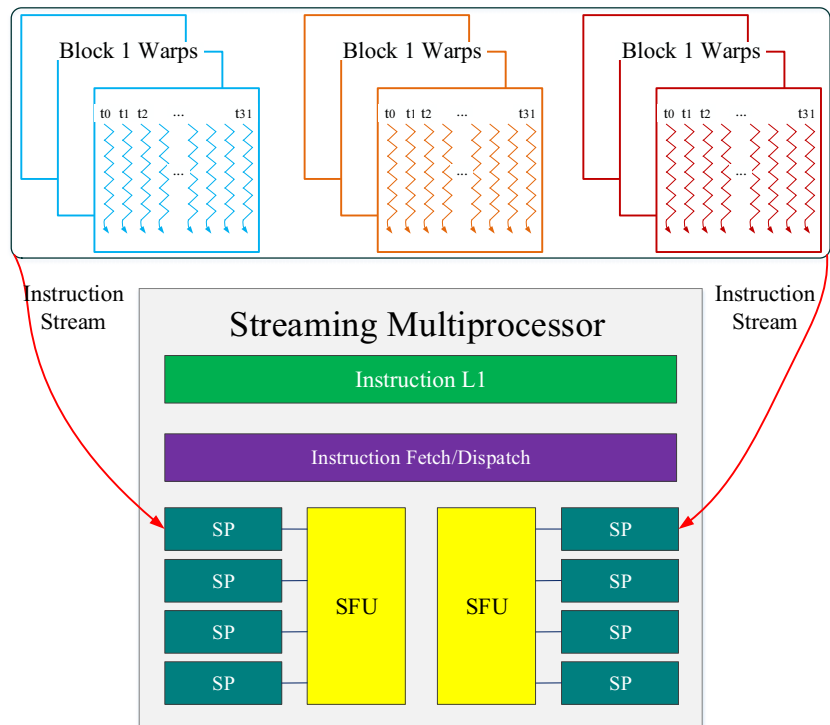 Block 1 Warps
Block 1 Warps
Block 1 Warps
t0 t1 t2 ... t31
t0 t1 t2 ... t31
t0 t1 t2 ... t31
...
...
...
Instruction
Stream
Instruction
Stream
Streaming Multiprocessor
Instruction L1
Instruction Fetch/Dispatch
SP
SP
SP
SP
SFU
SFU
SP
SP
SP
SP